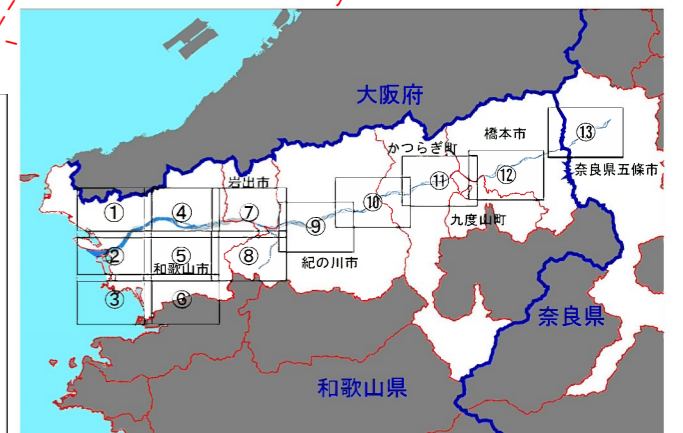 大阪府
橋本市
⑬
かつらぎ町
奈良県五條市
岩出市
⑪
⑫
⑩
①
④
⑦
⑨
九度山町
②
⑤
⑧
紀の川市
和歌山市
③
⑥
奈良県
和歌山県